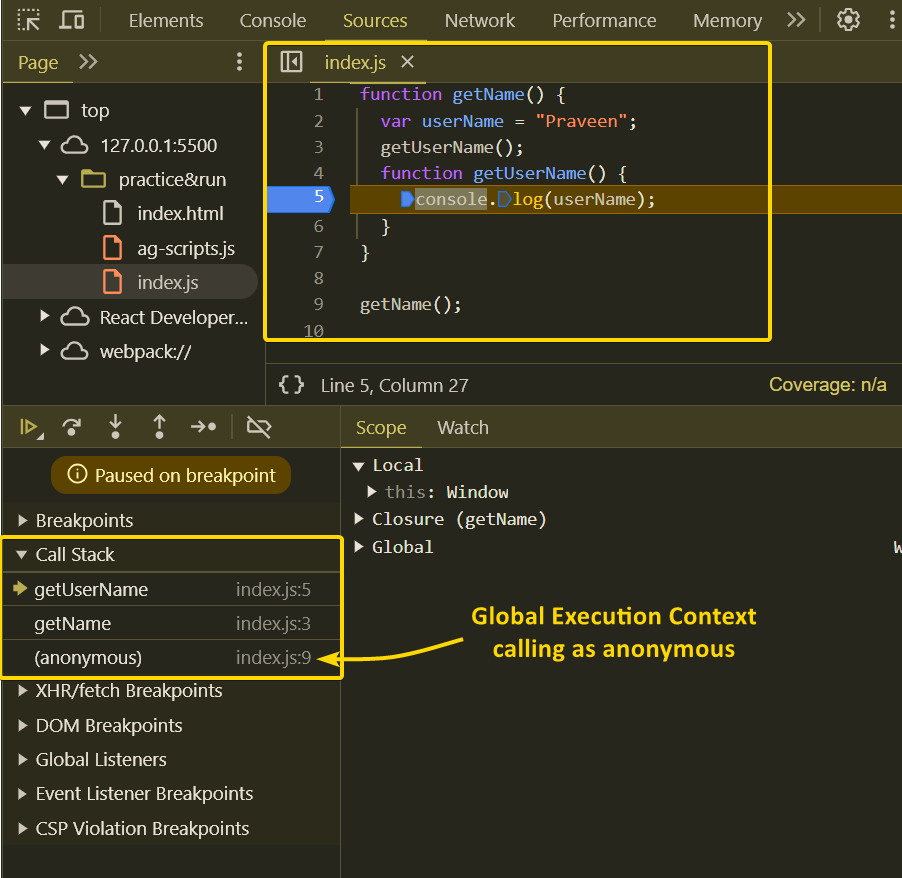 Elements Console Sources Network Performance Memory
Page
index.js
top
127.0.0.1:5500
practice&run
index.html
ag-scripts.js
index.js
React Developer...
webpack://
1 function getName() {
2 var userName = "Praveen";
3 getUserName();
4 function getUserName() {
5 console.log(userName);
6 }
7 }
8
9 getName();
10
{} Line 5, Column 27 Coverage: n/a
Paused on breakpoint
Breakpoints
Call Stack
getUserName index.js:5
getName index.js:3
(anonymous) index.js:9
XHR/fetch Breakpoints
DOM Breakpoints
Global Listeners
Event Listener Breakpoints
CSP Violation Breakpoints
Scope Watch
Local
this: Window
Closure (getName)
Global
Global Execution Context
calling as anonymous